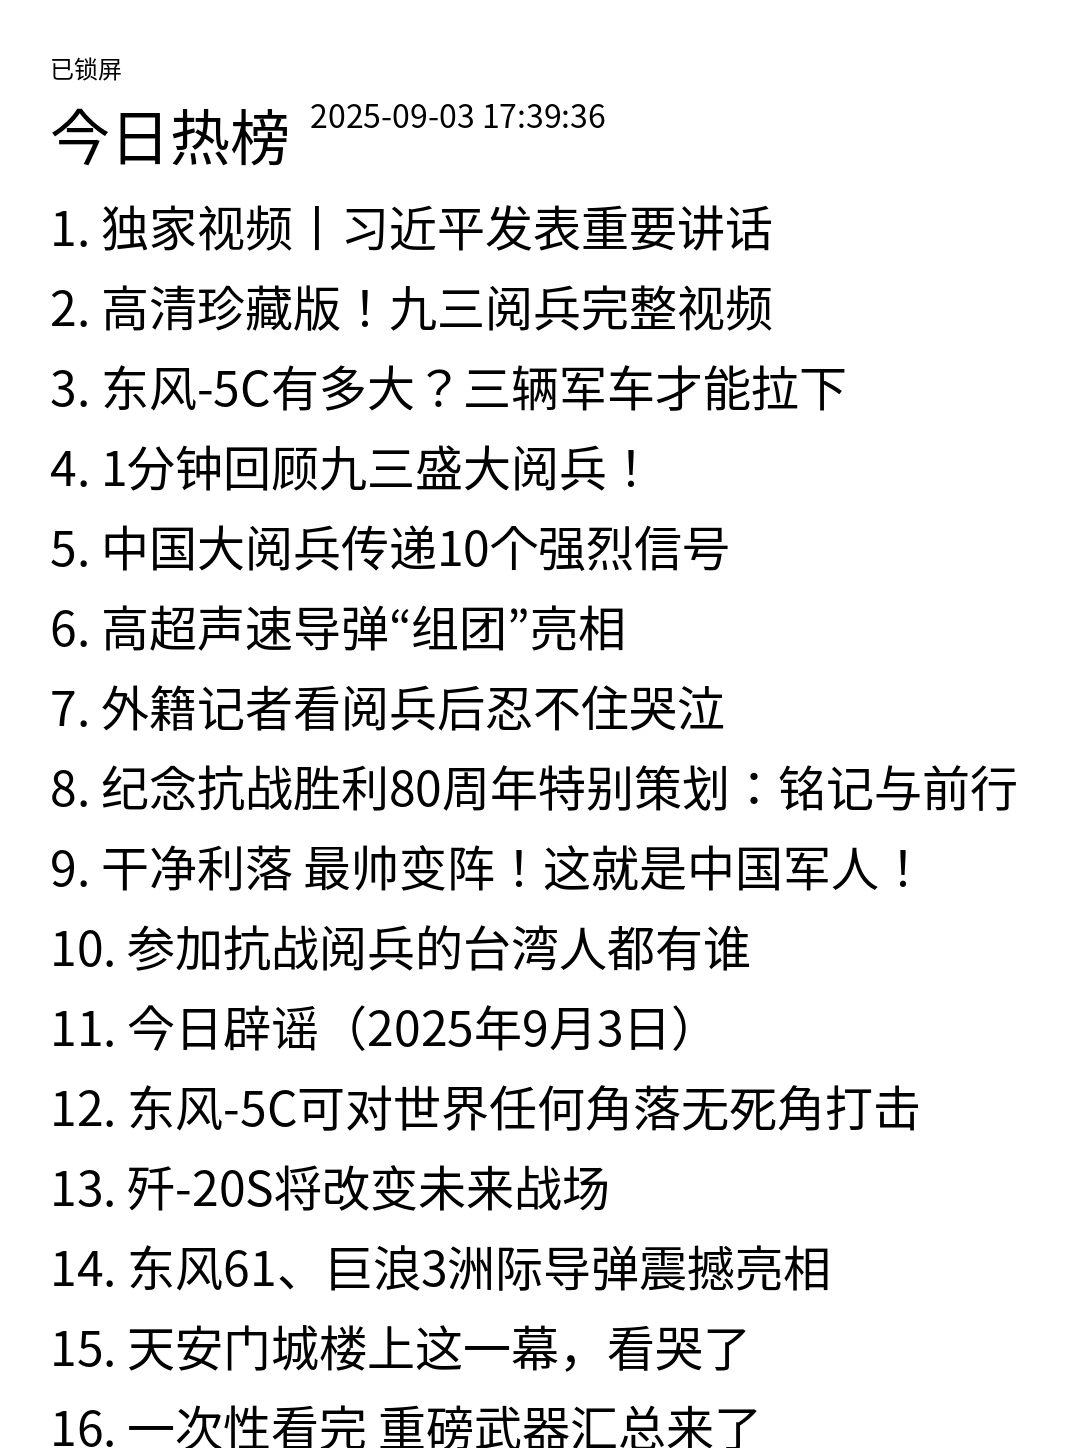 已锁屏
今日热榜 2025-09-03 17:39:36
1. 独家视频丨习近平发表重要讲话
2. 高清珍藏版！九三阅兵完整视频
3. 东风-5C有多大？三辆军车才能拉下
4. 1分钟回顾九三盛大阅兵！
5. 中国大阅兵传递10个强烈信号
6. 高超声速导弹“组团”亮相
7. 外籍记者看阅兵后忍不住哭泣
8. 纪念抗战胜利80周年特别策划：铭记与前行
9. 干净利落 最帅变阵！这就是中国军人！
10. 参加抗战阅兵的台湾人都有谁
11. 今日辟谣（2025年9月3日）
12. 东风-5C可对世界任何角落无死角打击
13. 歼-20S将改变未来战场
14. 东风61、巨浪3洲际导弹震撼亮相
15. 天安门城楼上这一幕，看哭了
16. 一次性看完 重磅武器汇总来了